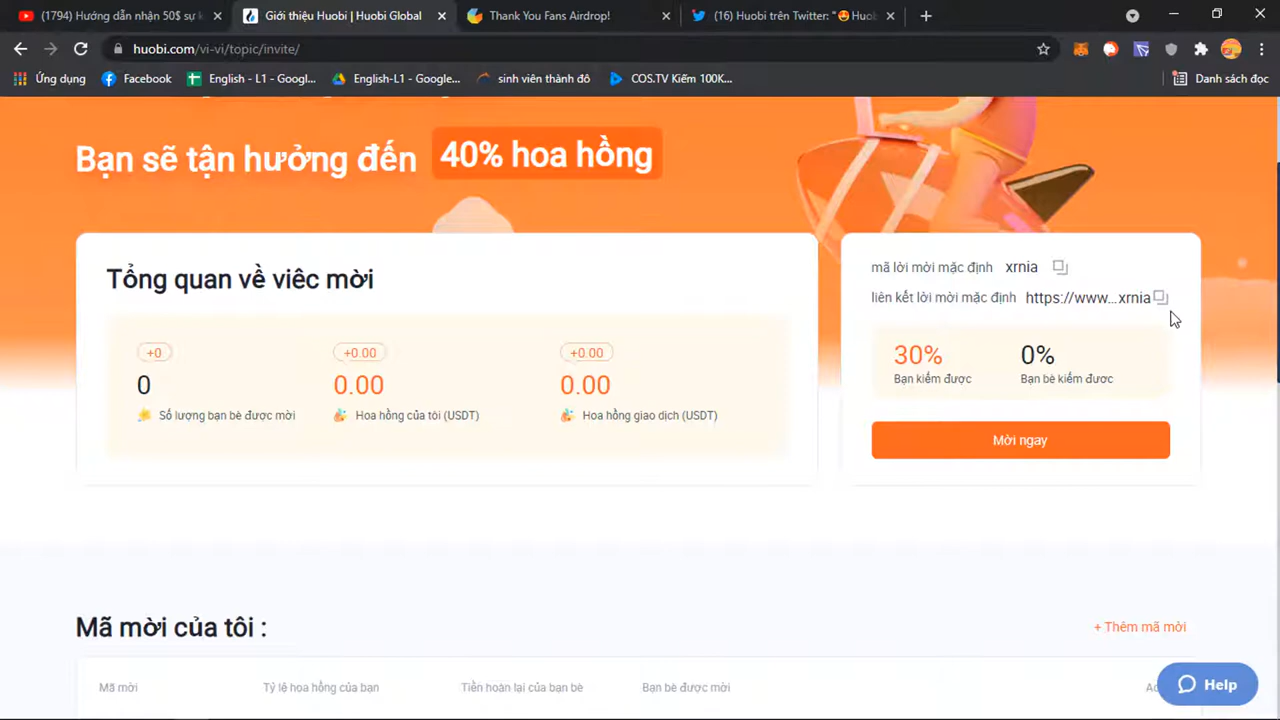 (1794) Hướng dẫn nhận 50$ sự k
Giới thiệu Huobi | Huobi Global
Thank You Fans Airdrop!
(16) Huobi trên Twitter: "🤩Huob
huobi.com/vi-vi/topic/invite/
Ứng dụng
Facebook
English - L1 - Googl...
English-L1 - Google...
sinh viên thành đô
COS.TV Kiếm 100K...
Danh sách đọc
Bạn sẽ tận hưởng đến 40% hoa hồng
Tổng quan về việc mời
mã lời mời mặc định xrnia
liên kết lời mời mặc định https://www...xrnia
+0 +0.00 +0.00
0 0.00 0.00
Số lượng bạn bè được mời Hoa hồng của tôi (USDT) Hoa hồng giao dịch (USDT)
30% 0%
Bạn kiếm được Bạn bè kiếm được
Mời ngay
Mã mời của tôi :
+ Thêm mã mời
Mã mời Tỷ lệ hoa hồng của bạn Tiền hoàn lại của bạn bè Bạn bè được mời
Help